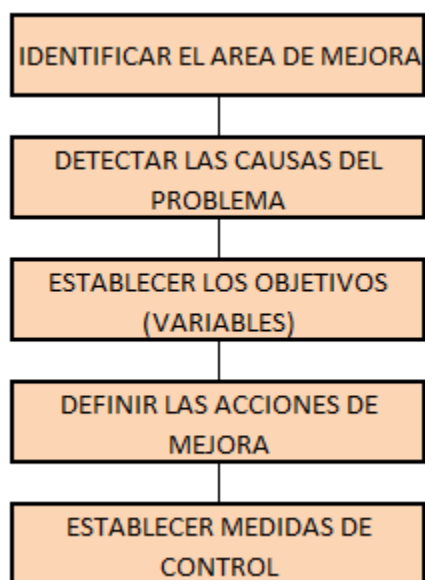 IDENTIFICAR EL AREA DE MEJORA
DETECTAR LAS CAUSAS DEL
PROBLEMA
ESTABLECER LOS OBJETIVOS
(VARIABLES)
DEFINIR LAS ACCIONES DE
MEJORA
ESTABLECER MEDIDAS DE
CONTROL